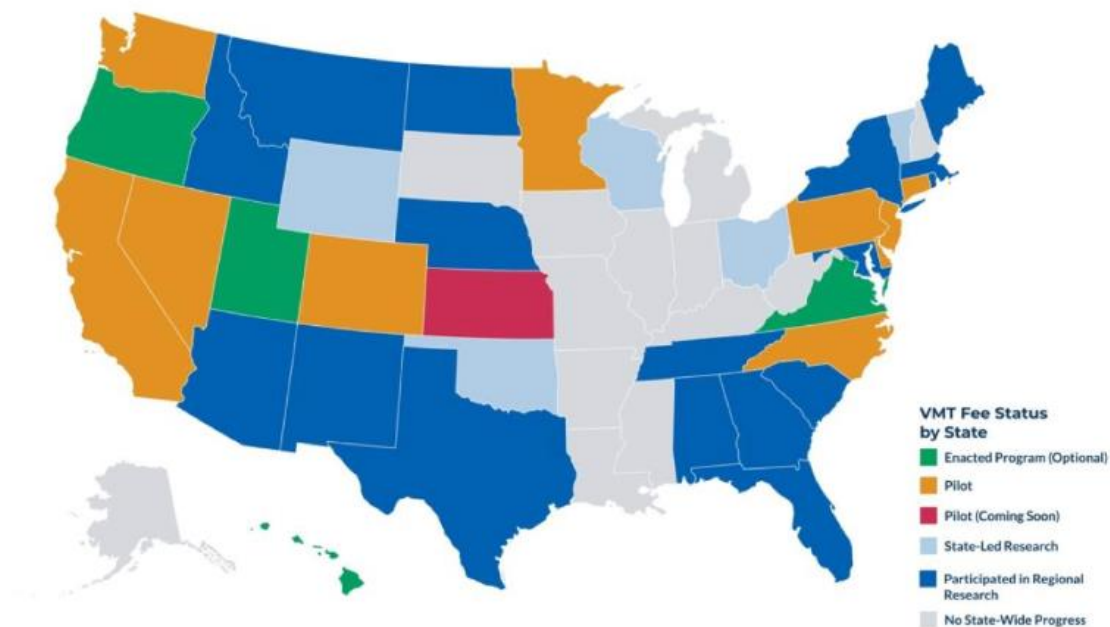 VMT Fee Status
by State
Enacted Program (Optional)
Pilot
Pilot (Coming Soon)
State-Led Research
Participated in Regional
Research
No State-Wide Progress